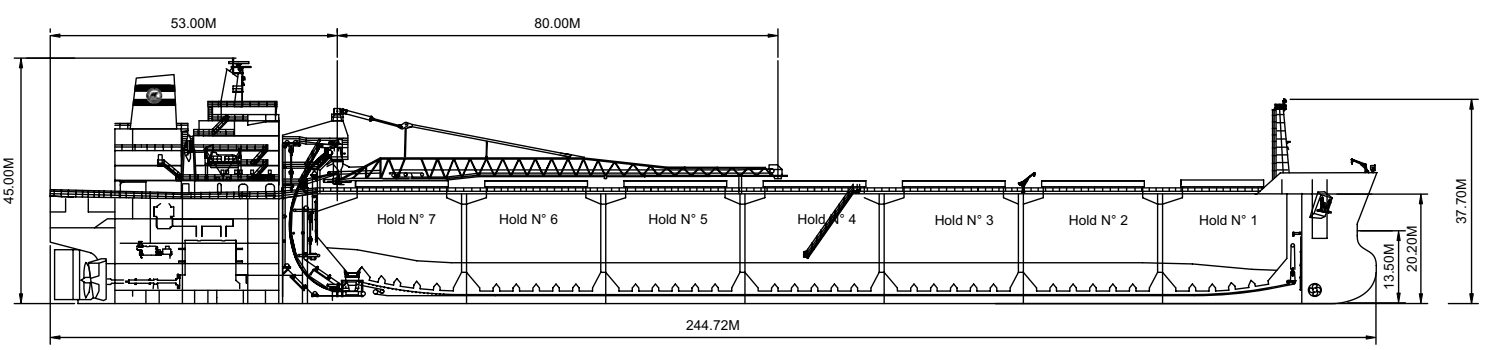 53.00M
80.00M
45.00M
Hold N° 7
Hold N° 6
Hold N° 5
Hold N° 4
Hold N° 3
Hold N° 2
Hold N° 1
13.50M
20.20M
37.70M
244.72M